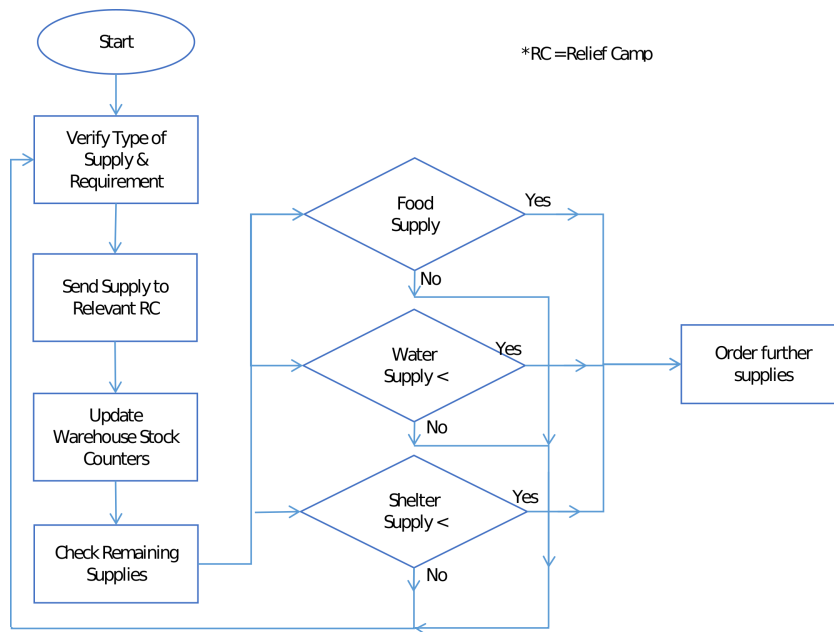 Start
*RC =Relief Camp
Verify Type of
Supply &
Requirement
Food
Supply
Yes
No
Send Supply to
Relevant RC
Water
Supply <
Yes
No
Order further
supplies
Update
Warehouse Stock
Counters
Shelter
Supply <
Yes
No
Check Remaining
Supplies